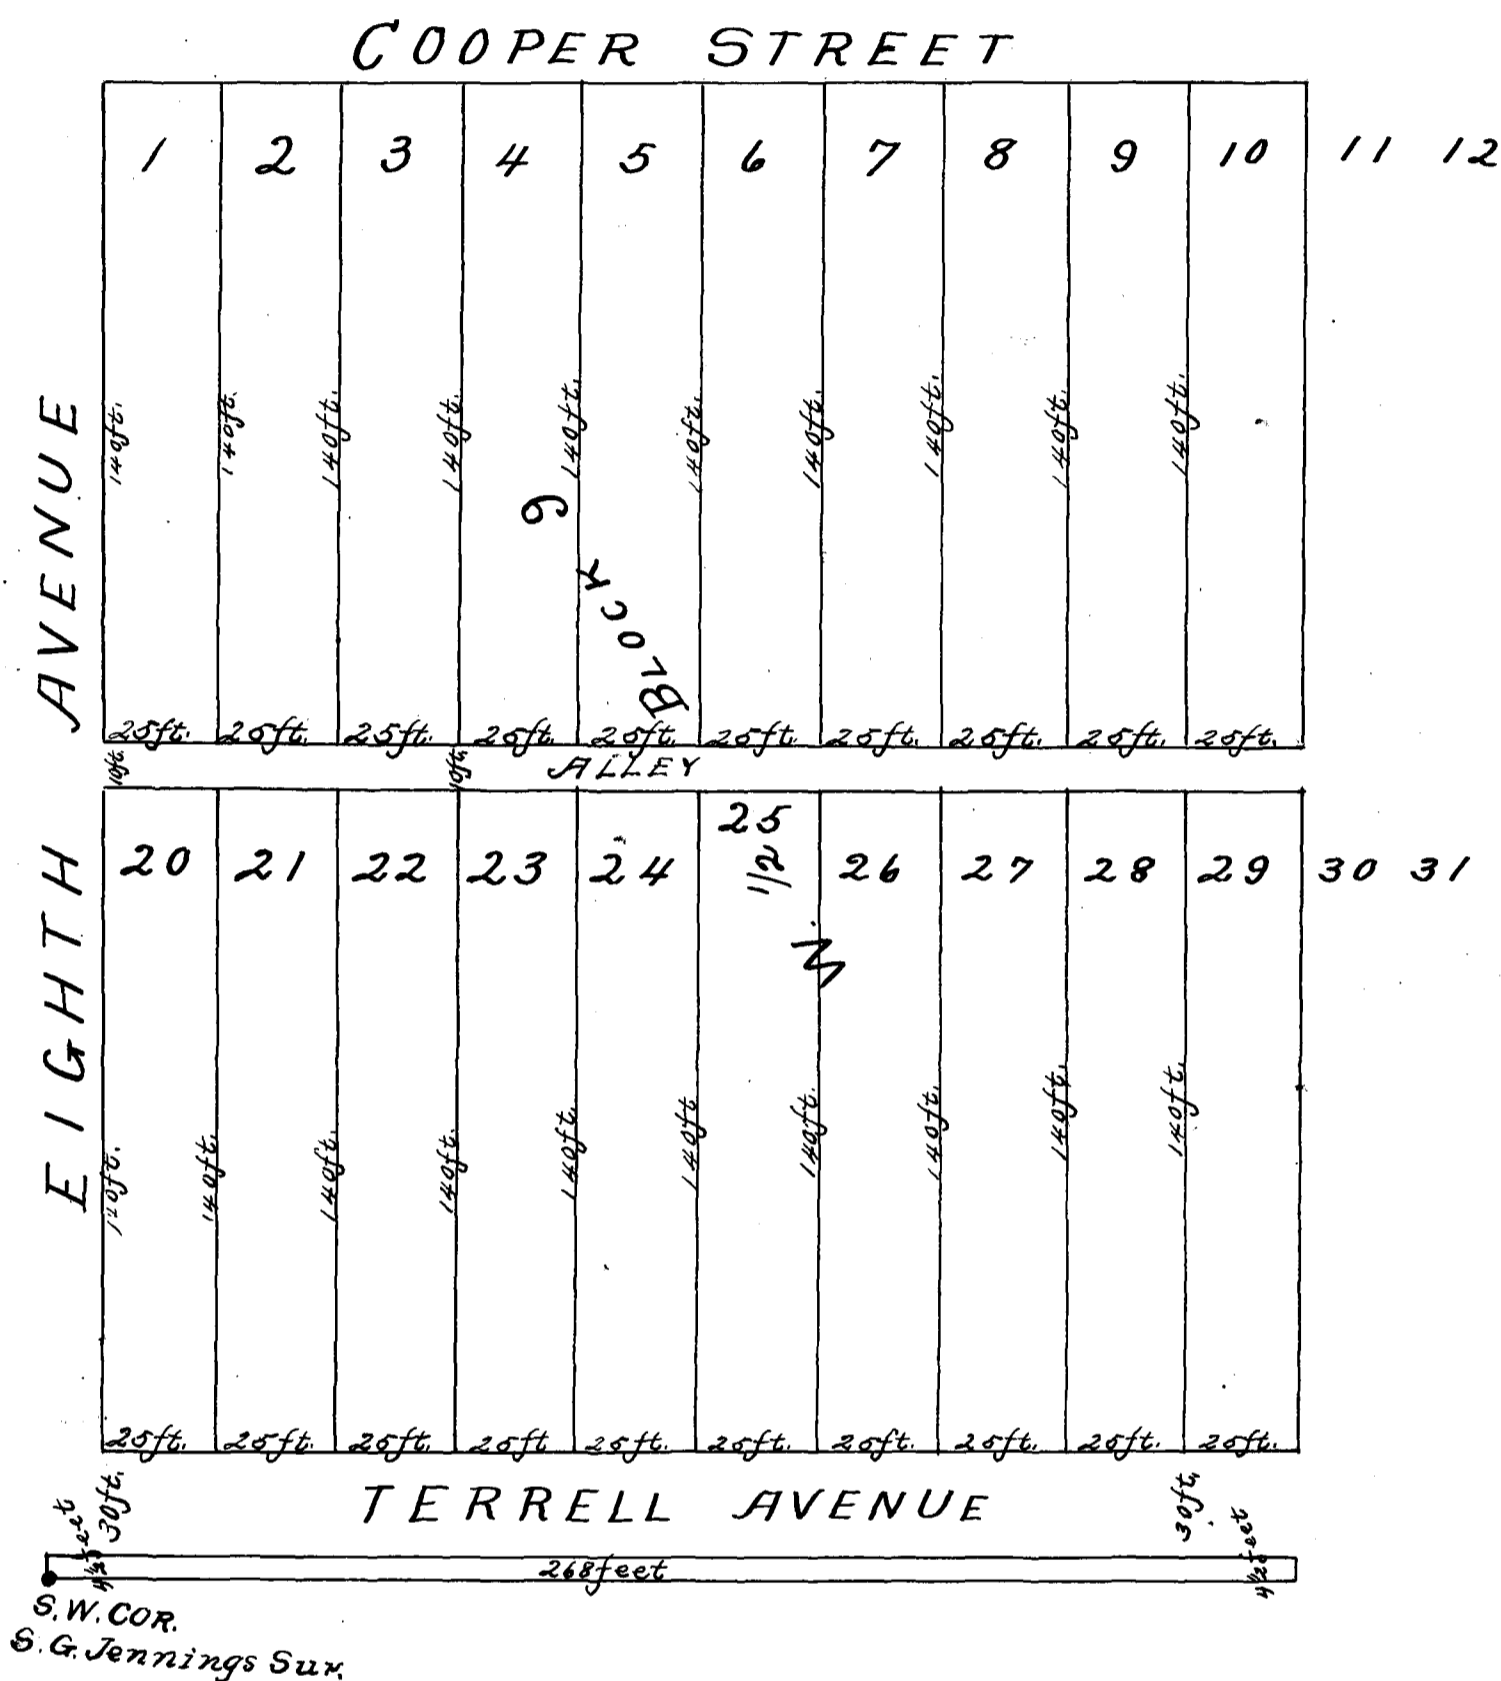 COOPER STREET
1 2 3 4 5 6 7 8 9 10 11 12
140ft. 140ft. 140ft. 140ft. 140ft. 140ft. 140ft. 140ft. 140ft. 140ft.
BLOCK 9
25ft. 25ft. 25ft. 25ft. 25ft. 25ft. 25ft. 25ft. 25ft. 25ft.
10ft. 10ft. ALLEY
EIGHTH AVENUE
25
20 21 22 23 24 1/2 26 27 28 29 30 31
140ft. 140ft. 140ft. 140ft. 140ft. 140ft 140ft. 140ft. 140ft. 140ft.
25ft. 25ft. 25ft. 25ft 25ft. 25ft. 25ft. 25ft. 25ft. 25ft.
30ft. TERRELL AVENUE 30ft.
4½ feet 268feet 4½ feet
S.W. COR.
S.G. Jennings Sur.